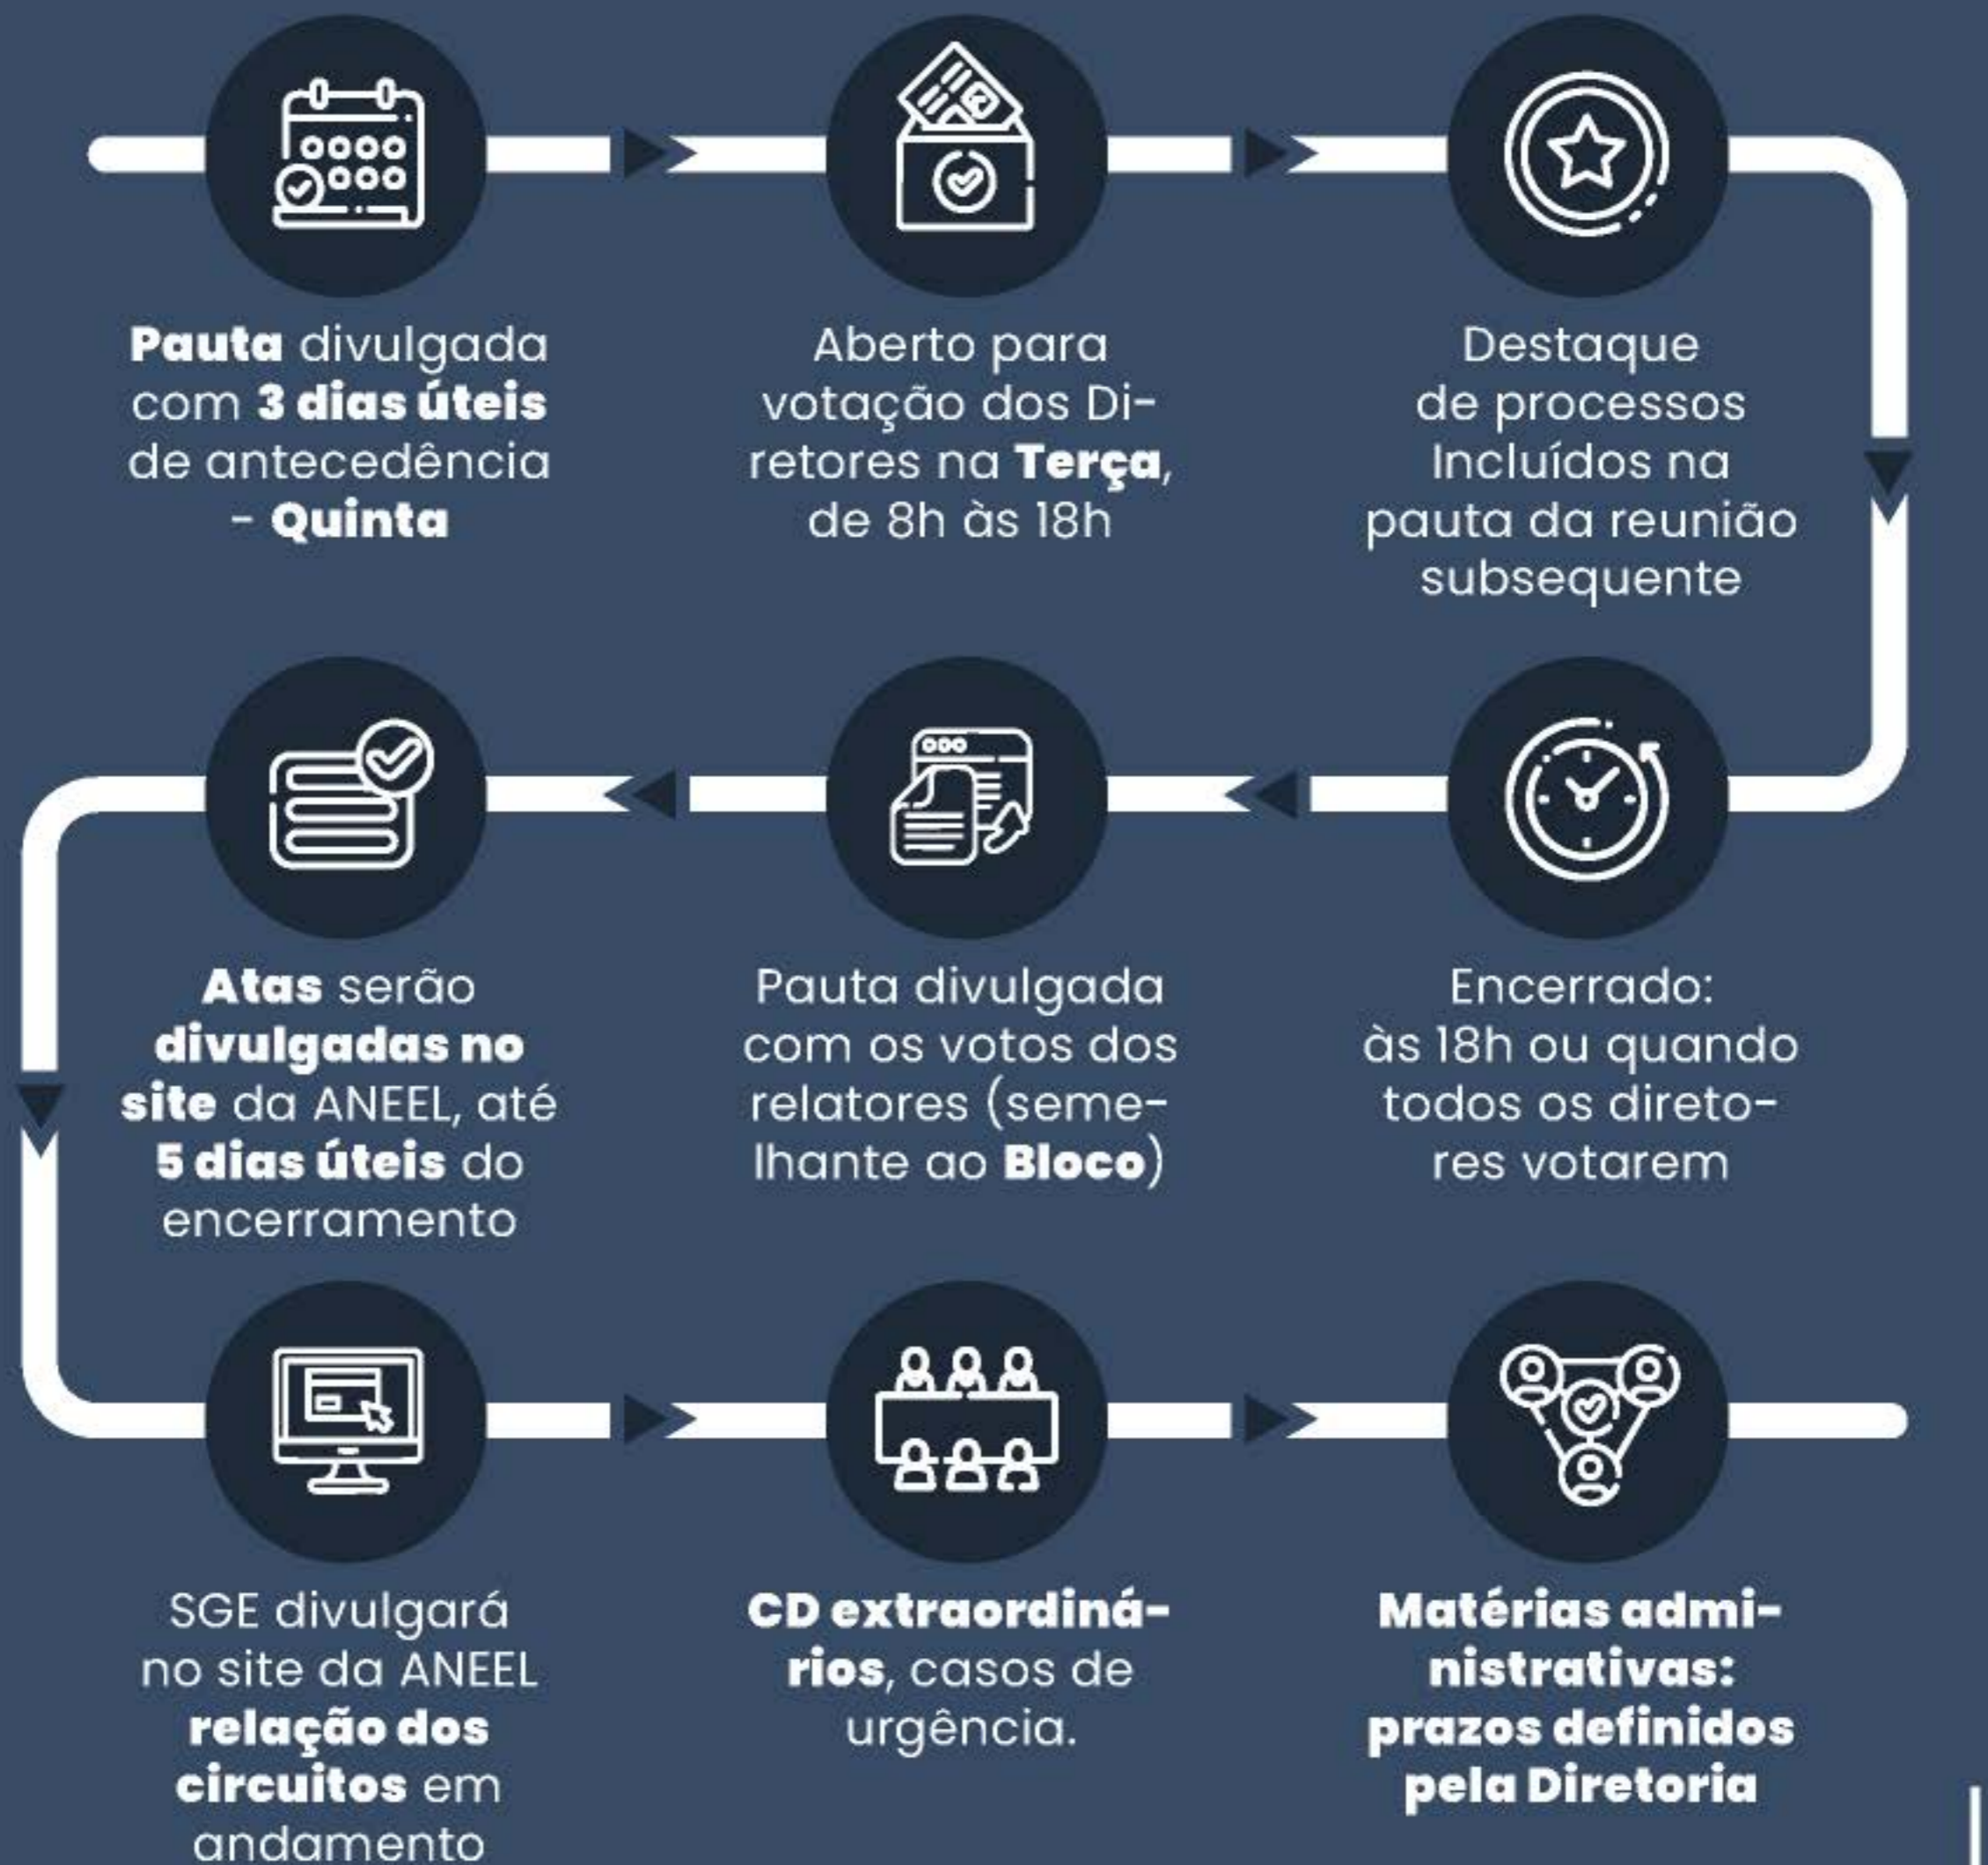 Pauta divulgada
com 3 dias úteis
de antecedência
- Quinta
Aberto para
votação dos Di-
retores na Terça,
de 8h às 18h
Destaque
de processos
Incluídos na
pauta da reunião
subsequente
Encerrado:
às 18h ou quando
todos os direto-
res votarem
Pauta divulgada
com os votos dos
relatores (seme-
lhante ao Bloco)
Atas serão
divulgadas no
site da ANEEL, até
5 dias úteis do
encerramento
SGE divulgará
no site da ANEEL
relação dos
circuitos em
andamento
CD extraordiná-
rios, casos de
urgência.
Matérias admi-
nistrativas:
prazos definidos
pela Diretoria